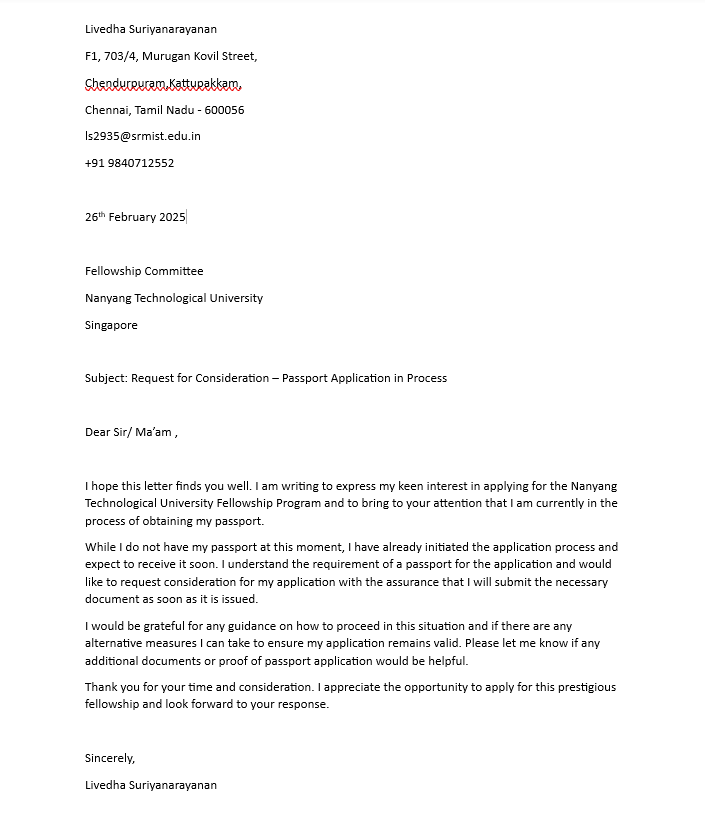 Livedha Suriyanarayanan
F1, 703/4, Murugan Kovil Street,
Chendurpuram,Kattupakkam,
Chennai, Tamil Nadu - 600056
ls2935@srmist.edu.in
+91 9840712552
26th February 2025
Fellowship Committee
Nanyang Technological University
Singapore
Subject: Request for Consideration – Passport Application in Process
Dear Sir/ Ma’am ,
I hope this letter finds you well. I am writing to express my keen interest in applying for the Nanyang
Technological University Fellowship Program and to bring to your attention that I am currently in the
process of obtaining my passport.
While I do not have my passport at this moment, I have already initiated the application process and
expect to receive it soon. I understand the requirement of a passport for the application and would
like to request consideration for my application with the assurance that I will submit the necessary
document as soon as it is issued.
I would be grateful for any guidance on how to proceed in this situation and if there are any
alternative measures I can take to ensure my application remains valid. Please let me know if any
additional documents or proof of passport application would be helpful.
Thank you for your time and consideration. I appreciate the opportunity to apply for this prestigious
fellowship and look forward to your response.
Sincerely,
Livedha Suriyanarayanan